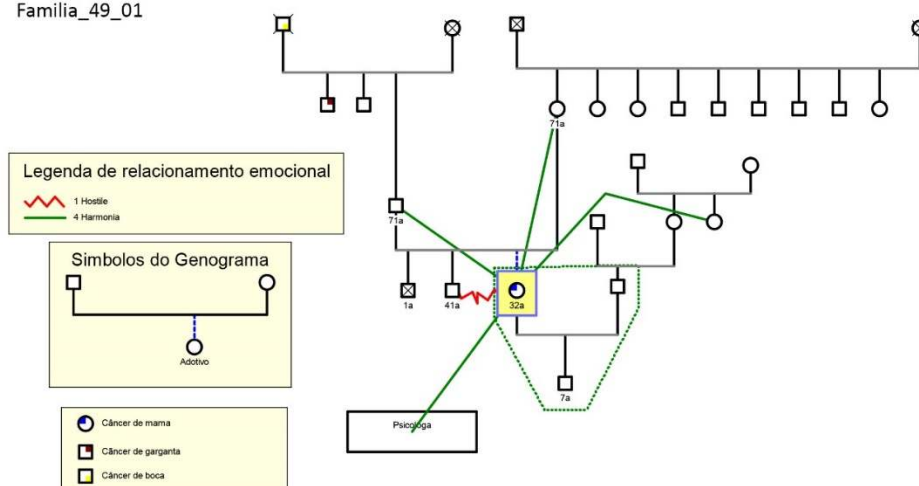 Familia_49_01
71a
Legenda de relacionamento emocional
1 Hostile
4 Harmonia
71a
Simbolos do Genograma
Adotivo
1a
41a
32a
7a
Câncer de mama
Psicologa
Câncer de garganta
Câncer de boca